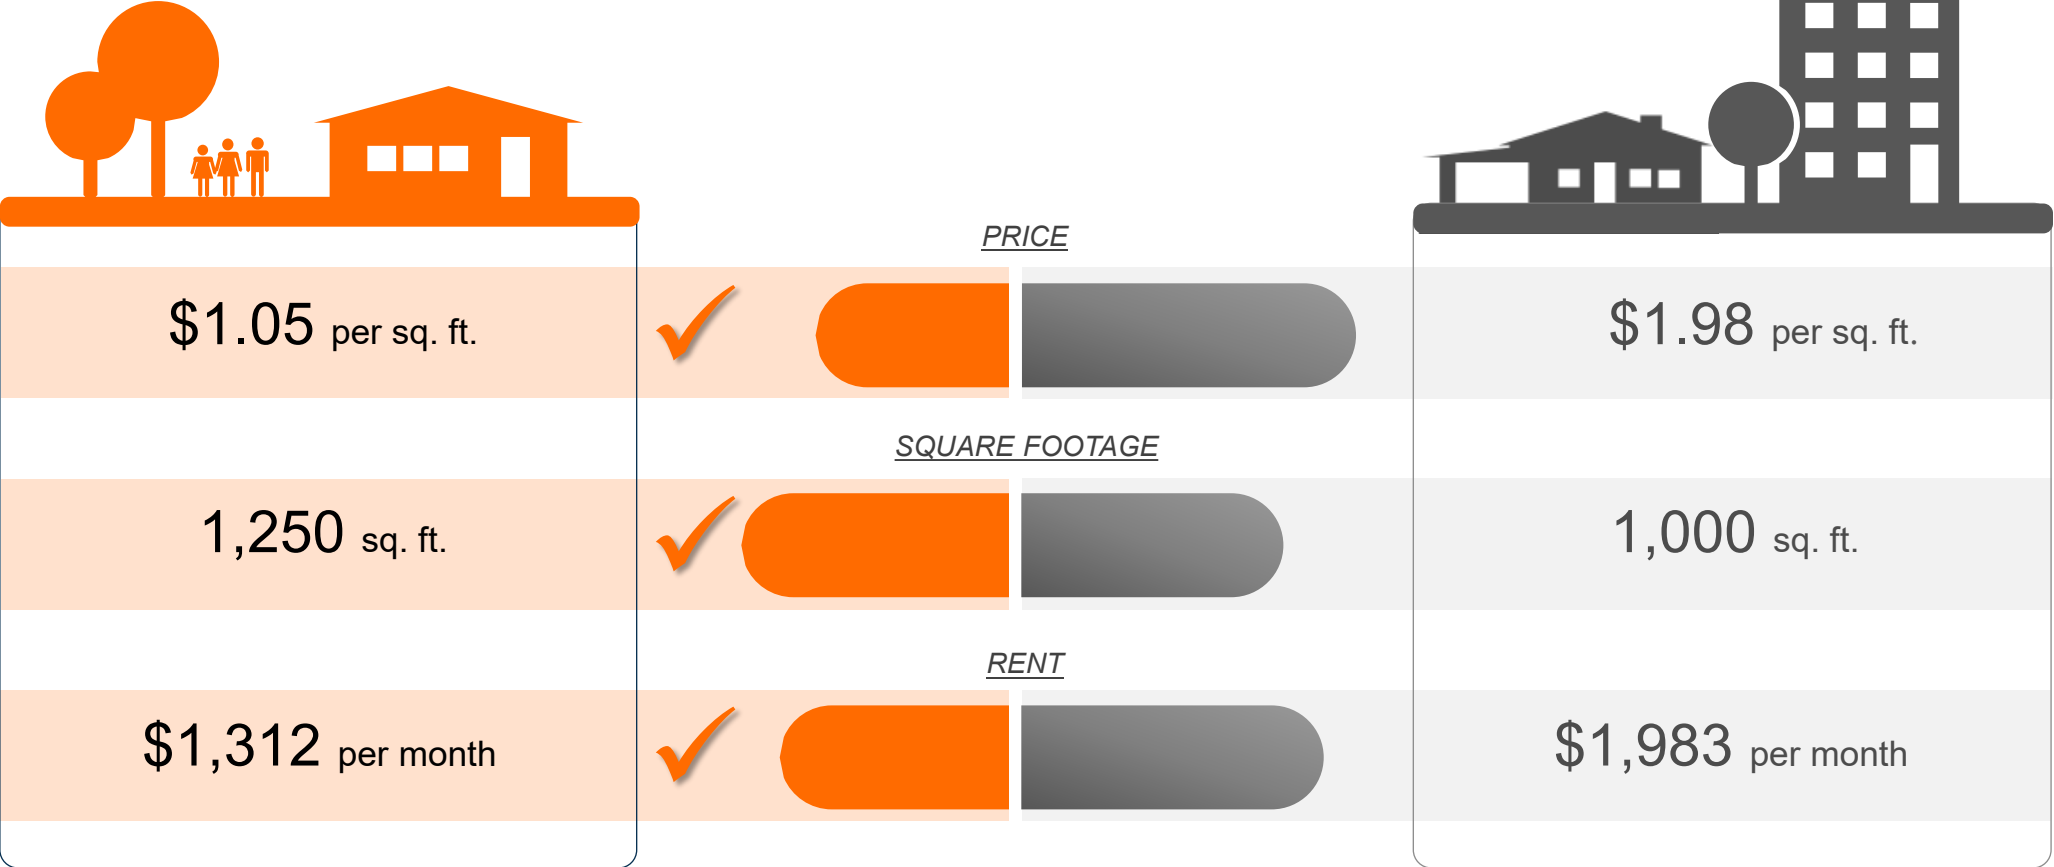 PRICE
$1.05 per sq. ft.
$1.98 per sq. ft.
SQUARE FOOTAGE
1,250 sq. ft.
1,000 sq. ft.
RENT
$1,312 per month
$1,983 per month